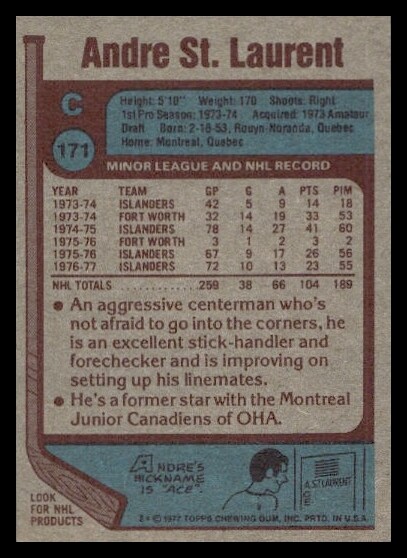 Andre St. Laurent
C
171
Height: 5'10" Weight: 170 Shoots: Right
1st Pro Season: 1973-74 Acquired: 1973 Amateur
Draft Born: 2-16-53, Rouyn-Noranda, Quebec
Home: Montreal, Quebec
MINOR LEAGUE AND NHL RECORD
YEAR TEAM GP G A PTS PIM
1973-74 ISLANDERS 42 5 9 14 18
1973-74 FORT WORTH 32 14 19 33 53
1974-75 ISLANDERS 78 14 27 41 60
1975-76 FORT WORTH 3 1 2 3 2
1975-76 ISLANDERS 67 9 17 26 56
1976-77 ISLANDERS 72 10 13 23 55
NHL TOTALS 259 38 66 104 189
● An aggressive centerman who's
not afraid to go into the corners, he
is an excellent stick-handler and
forechecker and is improving on
setting up his linemates.
● He's a former star with the Montreal
Junior Canadiens of OHA.
LOOK
FOR NHL
PRODUCTS
ANDRE'S
NICKNAME
IS "ACE".
A.ST.LAURENT
© 1977 TOPPS CHEWING GUM, INC. PRTD. IN U.S.A.